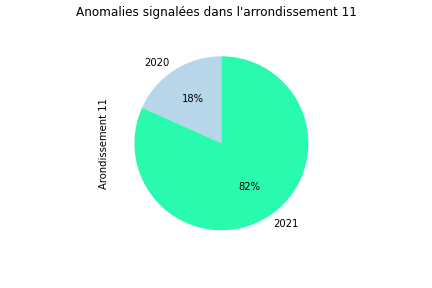 Anomalies signalées dans l'arrondissement 11
2020
18%
Arondissement 11
82%
2021